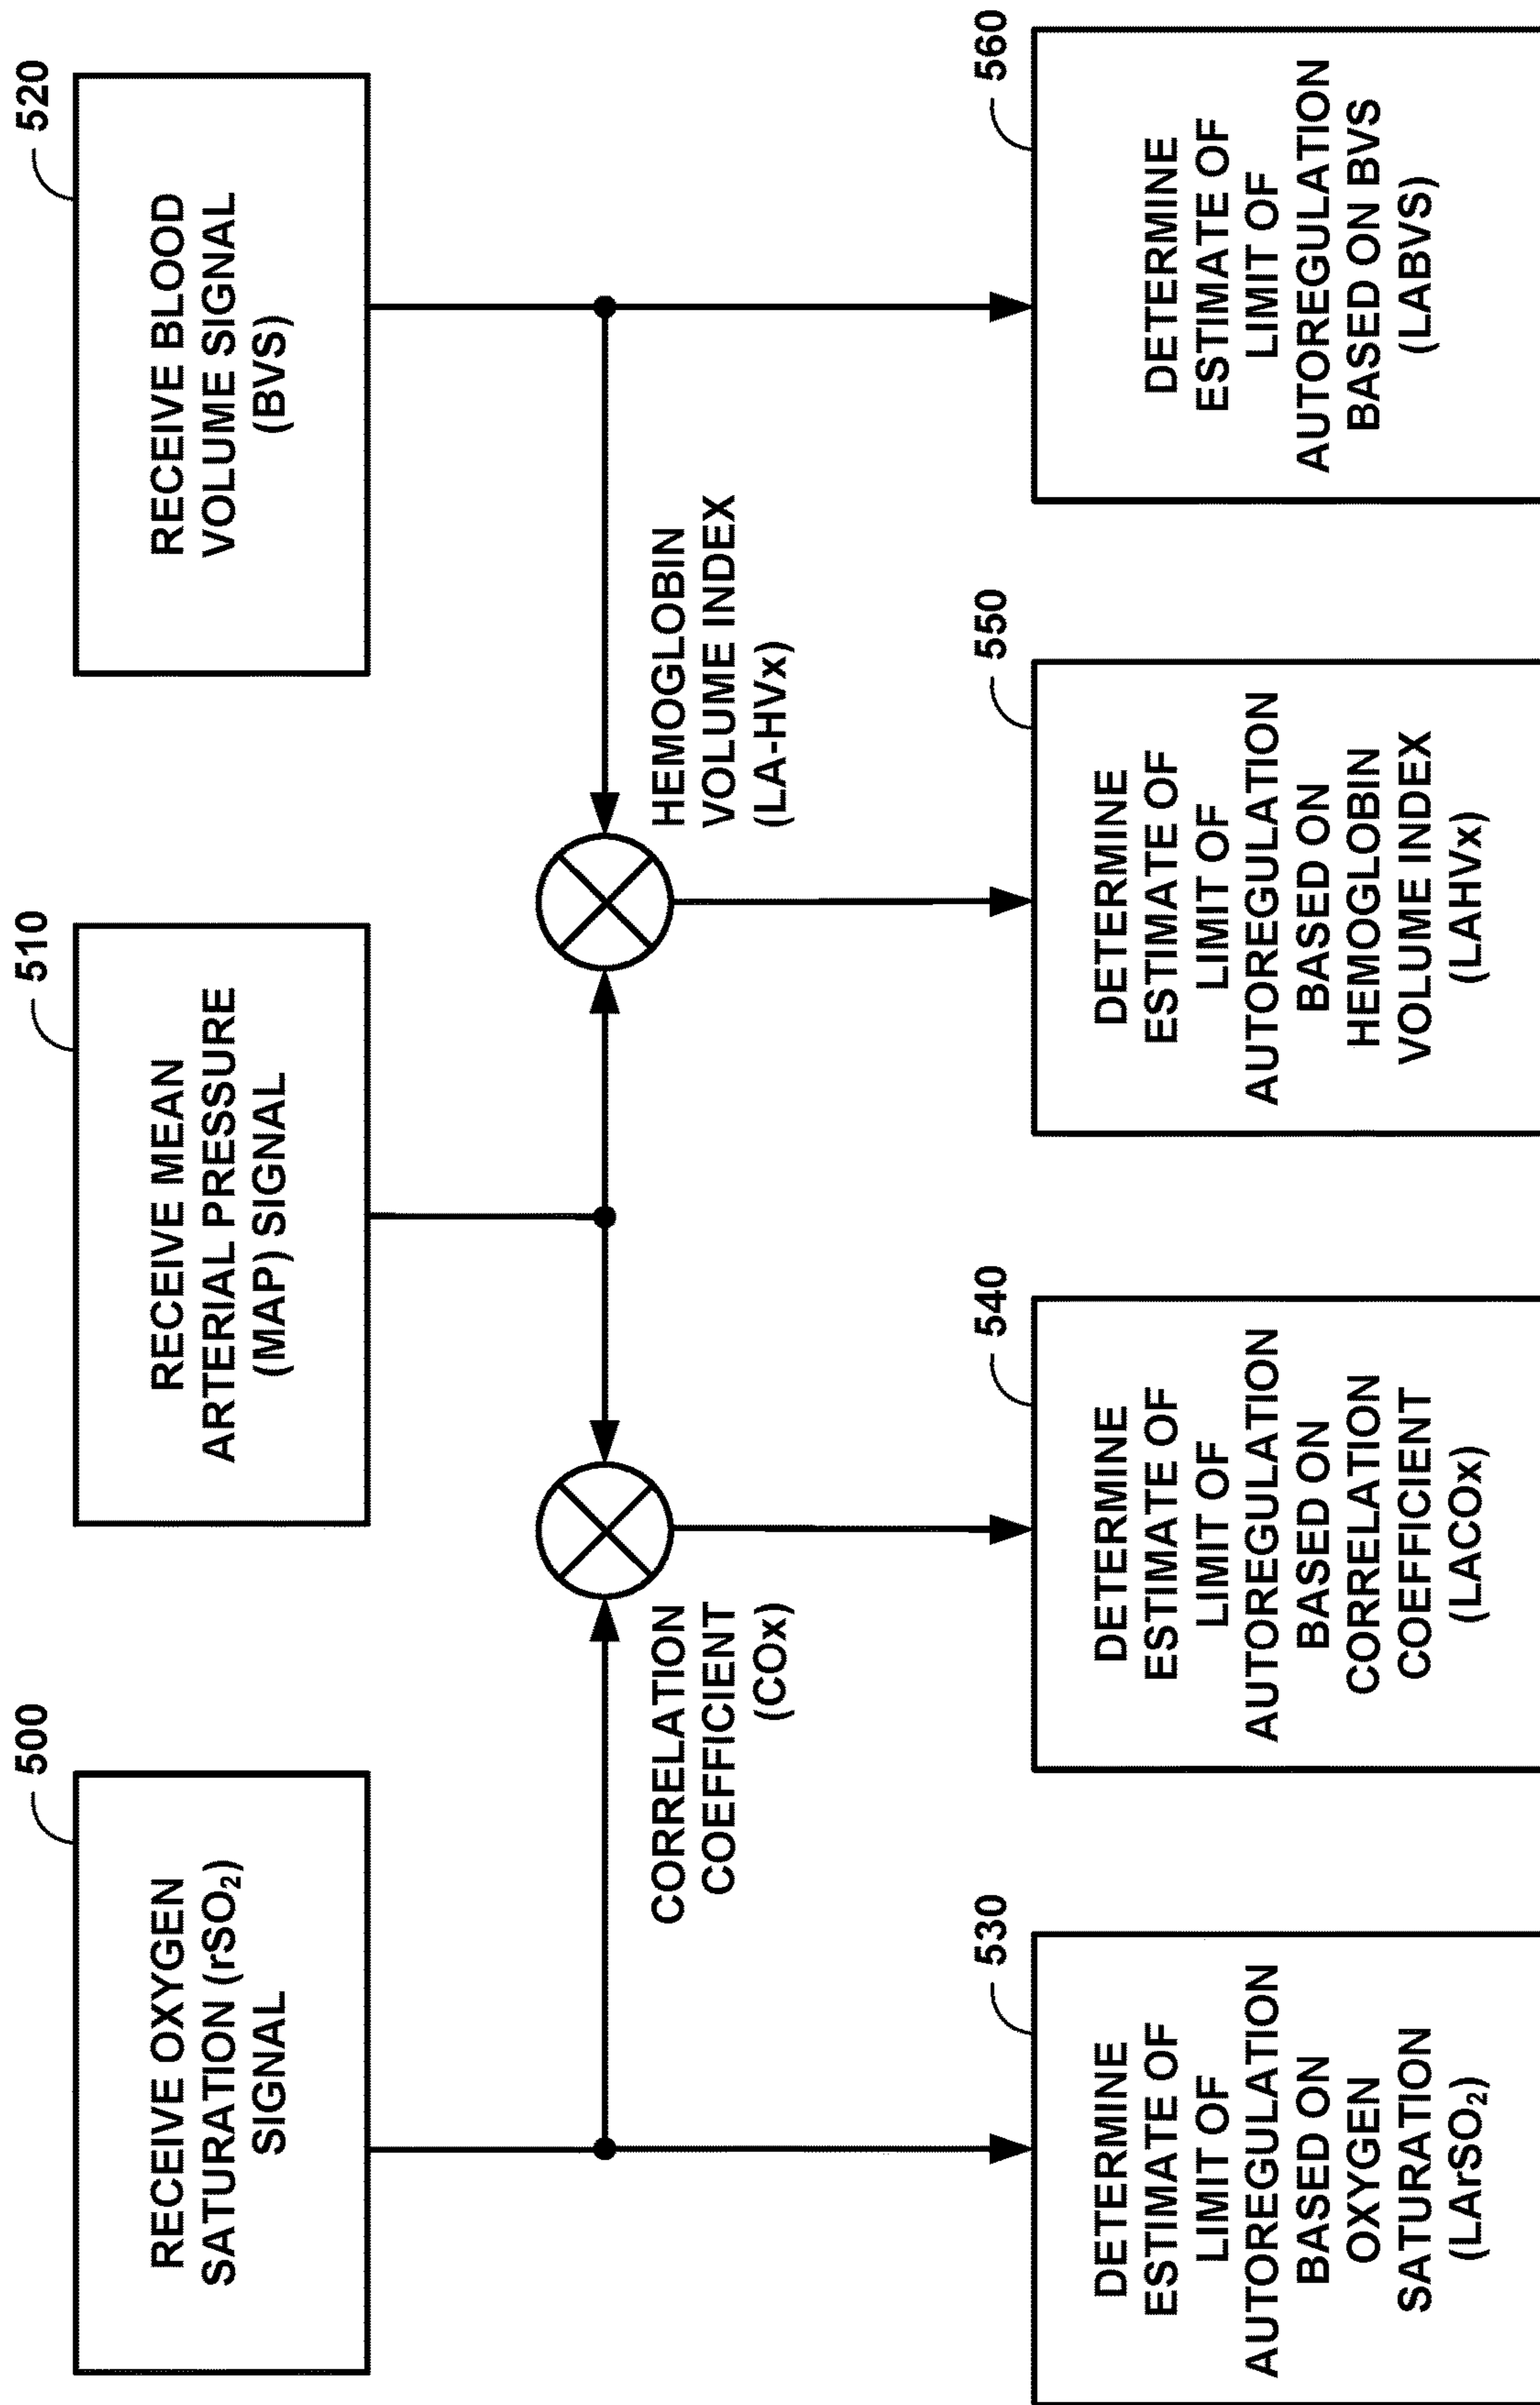 500
RECEIVE OXYGEN
SATURATION (rSO₂)
SIGNAL
510
RECEIVE MEAN
ARTERIAL PRESSURE
(MAP) SIGNAL
520
RECEIVE BLOOD
VOLUME SIGNAL
(BVS)
CORRELATION
COEFFICIENT
(COx)
HEMOGLOBIN
VOLUME INDEX
(LA-HVx)
530
DETERMINE
ESTIMATE OF
LIMIT OF
AUTOREGULATION
BASED ON
OXYGEN
SATURATION
(LArSO₂)
540
DETERMINE
ESTIMATE OF
LIMIT OF
AUTOREGULATION
BASED ON
CORRELATION
COEFFICIENT
(LACOx)
550
DETERMINE
ESTIMATE OF
LIMIT OF
AUTOREGULATION
BASED ON
HEMOGLOBIN
VOLUME INDEX
(LAHVx)
560
DETERMINE
ESTIMATE OF
LIMIT OF
AUTOREGULATION
BASED ON BVS
(LABVS)